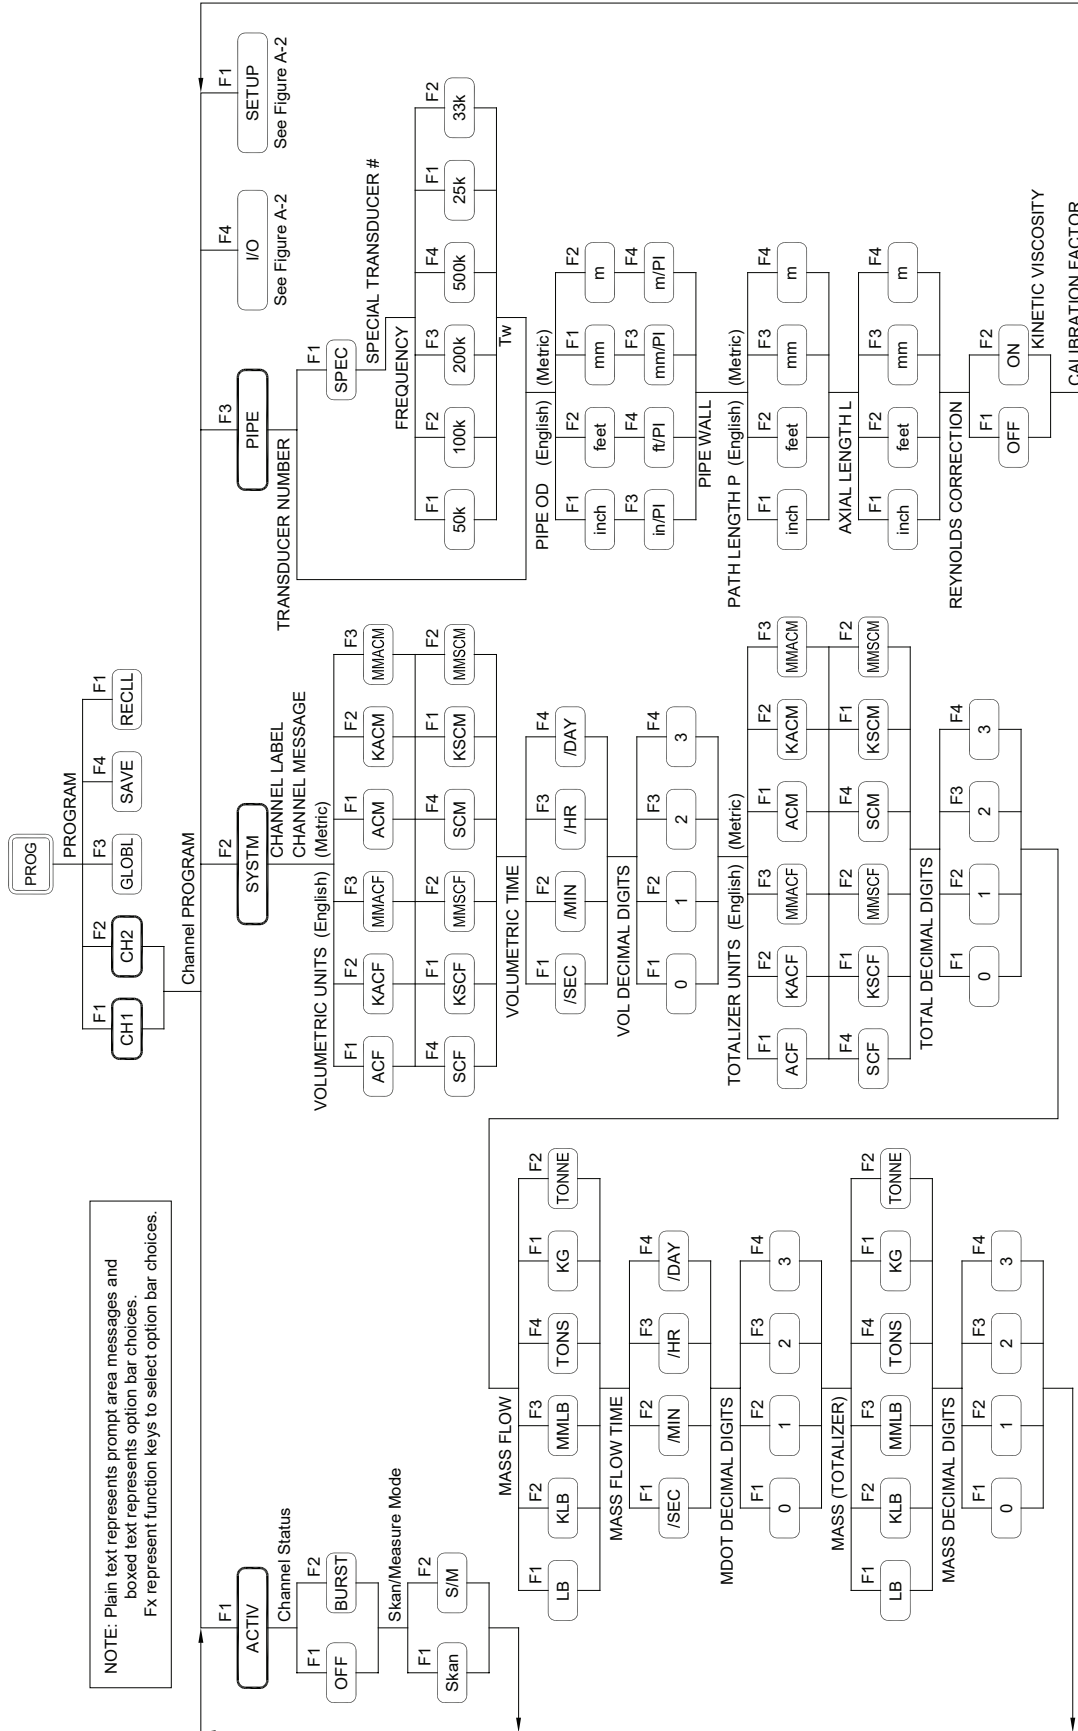 PROG
PROGRAM
F1 F2 F3 F4 F1
CH1 CH2 GLOBL SAVE RECLL
NOTE: Plain text represents prompt area messages and
boxed text represents option bar choices.
Fx represent function keys to select option bar choices.
Channel PROGRAM
F1
ACTIV
Channel Status
F1 F2
OFF BURST
Skan/Measure Mode
F1 F2
Skan S/M
F2
SYSTM
CHANNEL LABEL
CHANNEL MESSAGE
VOLUMETRIC UNITS (English) (Metric)
F1 F2 F3 F1 F2 F3
ACF KACF MMACF ACM KACM MMACM
F4 F1 F2 F4 F1 F2
SCF KSCF MMSCF SCM KSCM MMSCM
VOLUMETRIC TIME
F1 F2 F3 F4
/SEC /MIN /HR /DAY
VOL DECIMAL DIGITS
F1 F2 F3 F4
0 1 2 3
TOTALIZER UNITS (English) (Metric)
F1 F2 F3 F1 F2 F3
ACF KACF MMACF ACM KACM MMACM
F4 F1 F2 F4 F1 F2
SCF KSCF MMSCF SCM KSCM MMSCM
TOTAL DECIMAL DIGITS
F1 F2 F3 F4
0 1 2 3
MASS FLOW
F1 F2 F3 F4 F1 F2
LB KLB MMLB TONS KG TONNE
MASS FLOW TIME
F1 F2 F3 F4
/SEC /MIN /HR /DAY
MDOT DECIMAL DIGITS
F1 F2 F3 F4
0 1 2 3
MASS (TOTALIZER)
F1 F2 F3 F4 F1 F2
LB KLB MMLB TONS KG TONNE
MASS DECIMAL DIGITS
F1 F2 F3 F4
0 1 2 3
F3
PIPE
TRANSDUCER NUMBER
F1
SPEC
SPECIAL TRANSDUCER #
FREQUENCY
F1 F2 F3 F4 F1 F2
50k 100k 200k 500k 25k 33k
Tw
PIPE OD (English) (Metric)
F1 F2 F1 F2
inch feet mm m
F3 F4 F3 F4
in/PI ft/PI mm/PI m/PI
PIPE WALL
PATH LENGTH P (English) (Metric)
F1 F2 F3 F4
inch feet mm m
AXIAL LENGTH L
F1 F2 F3 F4
inch feet mm m
REYNOLDS CORRECTION
F1 F2
OFF ON
KINETIC VISCOSITY
CALIBRATION FACTOR
F4
I/O
See Figure A-2
F1
SETUP
See Figure A-2